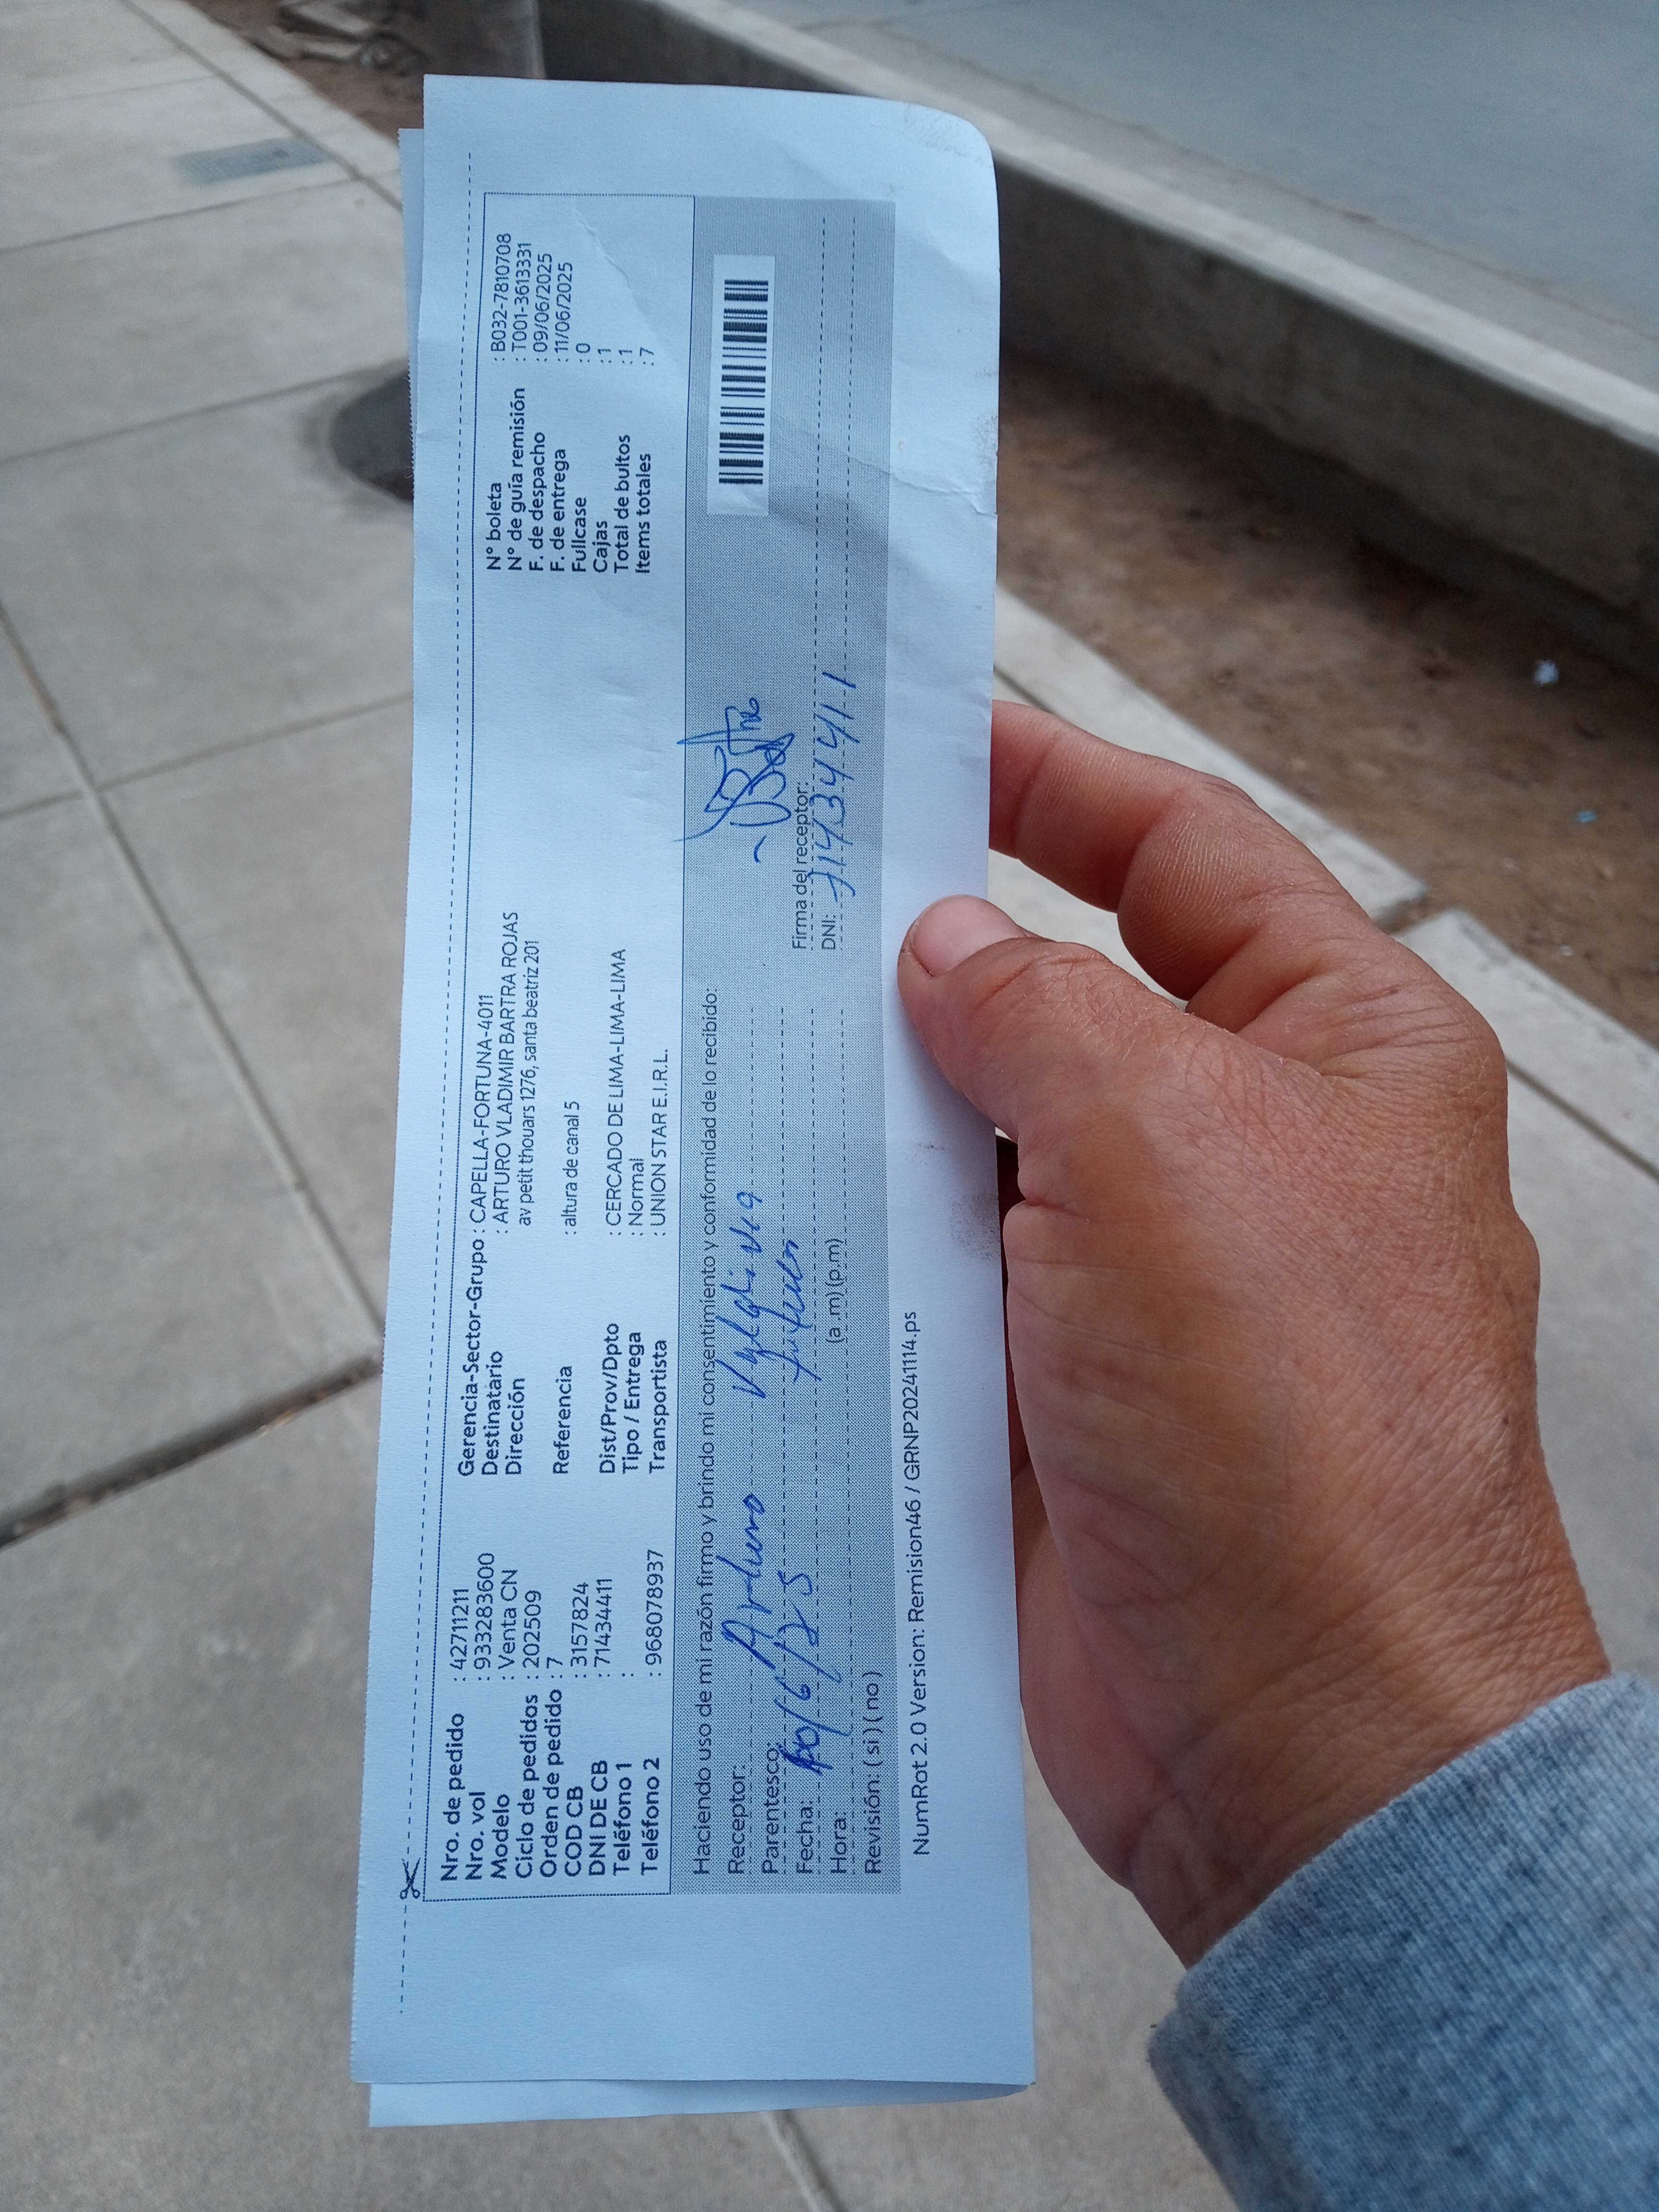 Nro. de pedido : 42711211
Nro. vol : 933283600
Modelo : Venta CN
Ciclo de pedidos : 202509
Orden de pedido : 7
COD CB : 3157824
DNI DE CB : 71434411
Teléfono 1 :
Teléfono 2 : 968078937
Gerencia-Sector-Grupo : CAPELLA-FORTUNA-4011
Destinatario : ARTURO VLADIMIR BARTRA ROJAS
Dirección av petit thouars 1276, santa beatriz 201
Referencia : altura de canal 5
Dist/Prov/Dpto : CERCADO DE LIMA-LIMA-LIMA
Tipo / Entrega : Normal
Transportista : UNION STAR E.I.R.L.
N° boleta : B032-7810708
N° de guía remisión : T001-3613331
F. de despacho : 09/06/2025
F. de entrega : 11/06/2025
Fullcase : 0
Cajas : 1
Total de bultos : 1
Items totales : 7
Haciendo uso de mi razón firmo y brindo mi consentimiento y conformidad de lo recibido:
Receptor: Arturo
Parentesco:
Fecha: 10/6/25
Hora: (a.m) (p.m)
Revisión: ( si ) ( no )
Firma del receptor:
DNI: 71434411
NumRot 2.0 Version: Remision46 / GRNP20241114.ps